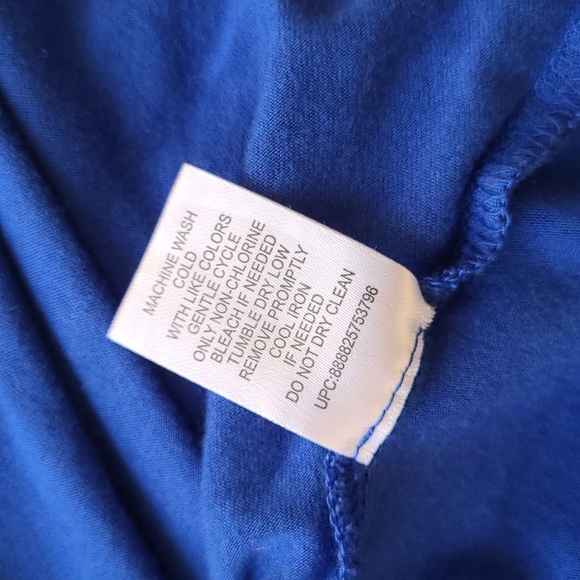 MACHINE WASH
COLD
WITH LIKE COLORS
GENTLE CYCLE
ONLY NON-CHLORINE
BLEACH IF NEEDED
TUMBLE DRY LOW
REMOVE PROMPTLY
COOL IRON
IF NEEDED
DO NOT DRY CLEAN
UPC:888825753796